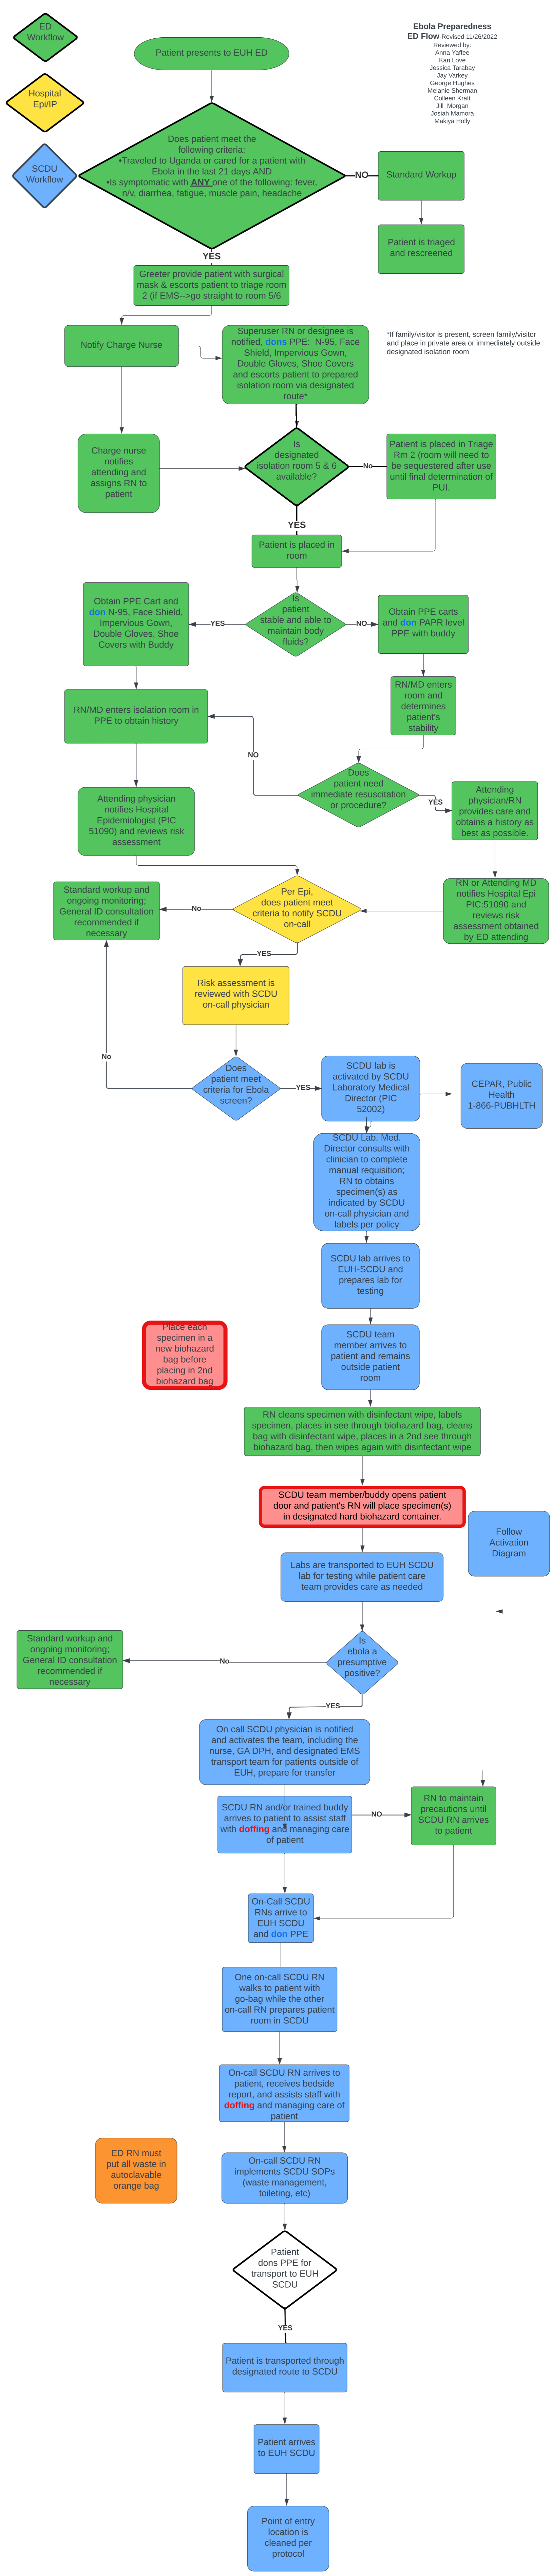 ED
Workflow
Hospital
Epi/IP
SCDU
Workflow
Ebola Preparedness
ED Flow-Revised 11/26/2022
Reviewed by:
Anna Yaffee
Kari Love
Jessica Tarabay
Jay Varkey
George Hughes
Melanie Sherman
Colleen Kraft
Jill Morgan
Josiah Mamora
Makiya Holly
Patient presents to EUH ED
Does patient meet the
following criteria:
•Traveled to Uganda or cared for a patient with
Ebola in the last 21 days AND
•Is symptomatic with ANY one of the following: fever,
n/v, diarrhea, fatigue, muscle pain, headache
NO
Standard Workup
Patient is triaged
and rescreened
YES
Greeter provide patient with surgical
mask & escorts patient to triage room
2 (if EMS-->go straight to room 5/6
Notify Charge Nurse
Superuser RN or designee is
notified, dons PPE: N-95, Face
Shield, Impervious Gown,
Double Gloves, Shoe Covers
and escorts patient to prepared
isolation room via designated
route*
*If family/visitor is present, screen family/visitor
and place in private area or immediately outside
designated isolation room
Charge nurse
notifies
attending and
assigns RN to
patient
Is
designated
isolation room 5 & 6
available?
No
Patient is placed in Triage
Rm 2 (room will need to
be sequestered after use
until final determination of
PUI.
YES
Patient is placed in
room
Is
patient
stable and able to
maintain body
fluids?
YES
Obtain PPE Cart and
don N-95, Face Shield,
Impervious Gown,
Double Gloves, Shoe
Covers with Buddy
NO
Obtain PPE carts
and don PAPR level
PPE with buddy
RN/MD enters isolation room in
PPE to obtain history
RN/MD enters
room and
determines
patient's
stability
NO
Does
patient need
immediate resuscitation
or procedure?
YES
Attending
physician/RN
provides care and
obtains a history as
best as possible.
Attending physician
notifies Hospital
Epidemiologist (PIC
51090) and reviews risk
assessment
RN or Attending MD
notifies Hospital Epi
PIC:51090 and
reviews risk
assessment obtained
by ED attending
Per Epi,
does patient meet
criteria to notify SCDU
on-call
No
Standard workup and
ongoing monitoring;
General ID consultation
recommended if
necessary
YES
Risk assessment is
reviewed with SCDU
on-call physician
No
Does
patient meet
criteria for Ebola
screen?
YES
SCDU lab is
activated by SCDU
Laboratory Medical
Director (PIC
52002)
CEPAR, Public
Health
1-866-PUBHLTH
SCDU Lab. Med.
Director consults with
clinician to complete
manual requisition;
RN to obtains
specimen(s) as
indicated by SCDU
on-call physician and
labels per policy
SCDU lab arrives to
EUH-SCDU and
prepares lab for
testing
Place each
specimen in a
new biohazard
bag before
placing in 2nd
biohazard bag
SCDU team
member arrives to
patient and remains
outside patient
room
RN cleans specimen with disinfectant wipe, labels
specimen, places in see through biohazard bag, cleans
bag with disinfectant wipe, places in a 2nd see through
biohazard bag, then wipes again with disinfectant wipe
SCDU team member/buddy opens patient
door and patient's RN will place specimen(s)
in designated hard biohazard container.
Follow
Activation
Diagram
Labs are transported to EUH SCDU
lab for testing while patient care
team provides care as needed
Is
ebola a
presumptive
positive?
No
Standard workup and
ongoing monitoring;
General ID consultation
recommended if
necessary
YES
On call SCDU physician is notified
and activates the team, including the
nurse, GA DPH, and designated EMS
transport team for patients outside of
EUH, prepare for transfer
SCDU RN and/or trained buddy
arrives to patient to assist staff
with doffing and managing care
of patient
NO
RN to maintain
precautions until
SCDU RN arrives
to patient
On-Call SCDU
RNs arrive to
EUH SCDU
and don PPE
One on-call SCDU RN
walks to patient with
go-bag while the other
on-call RN prepares patient
room in SCDU
On-call SCDU RN arrives to
patient, receives bedside
report, and assists staff with
doffing and managing care of
patient
ED RN must
put all waste in
autoclavable
orange bag
On-call SCDU RN
implements SCDU SOPs
(waste management,
toileting, etc)
Patient
dons PPE for
transport to EUH
SCDU
YES
Patient is transported through
designated route to SCDU
Patient arrives
to EUH SCDU
Point of entry
location is
cleaned per
protocol